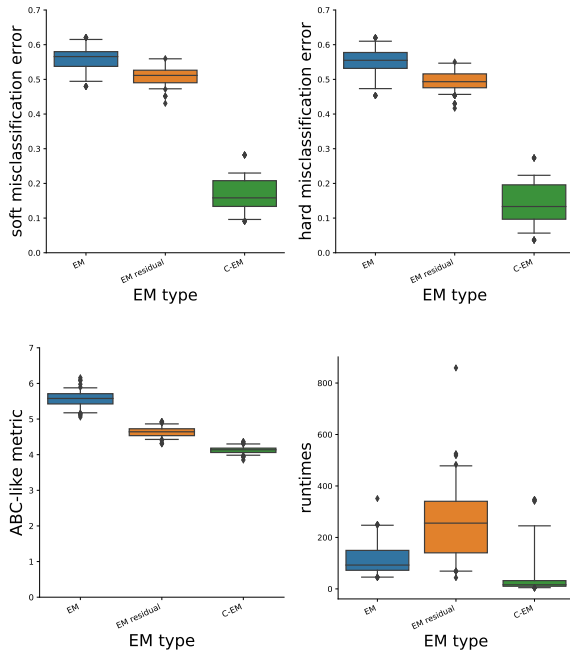 soft misclassification error
0.7
0.6
0.5
0.4
0.3
0.2
0.1
0.0
EM
EM residual
C-EM
EM type
hard misclassification error
0.7
0.6
0.5
0.4
0.3
0.2
0.1
0.0
EM
EM residual
C-EM
EM type
ABC-like metric
7
6
5
4
3
2
1
0
EM
EM residual
C-EM
EM type
runtimes
800
600
400
200
0
EM
EM residual
C-EM
EM type